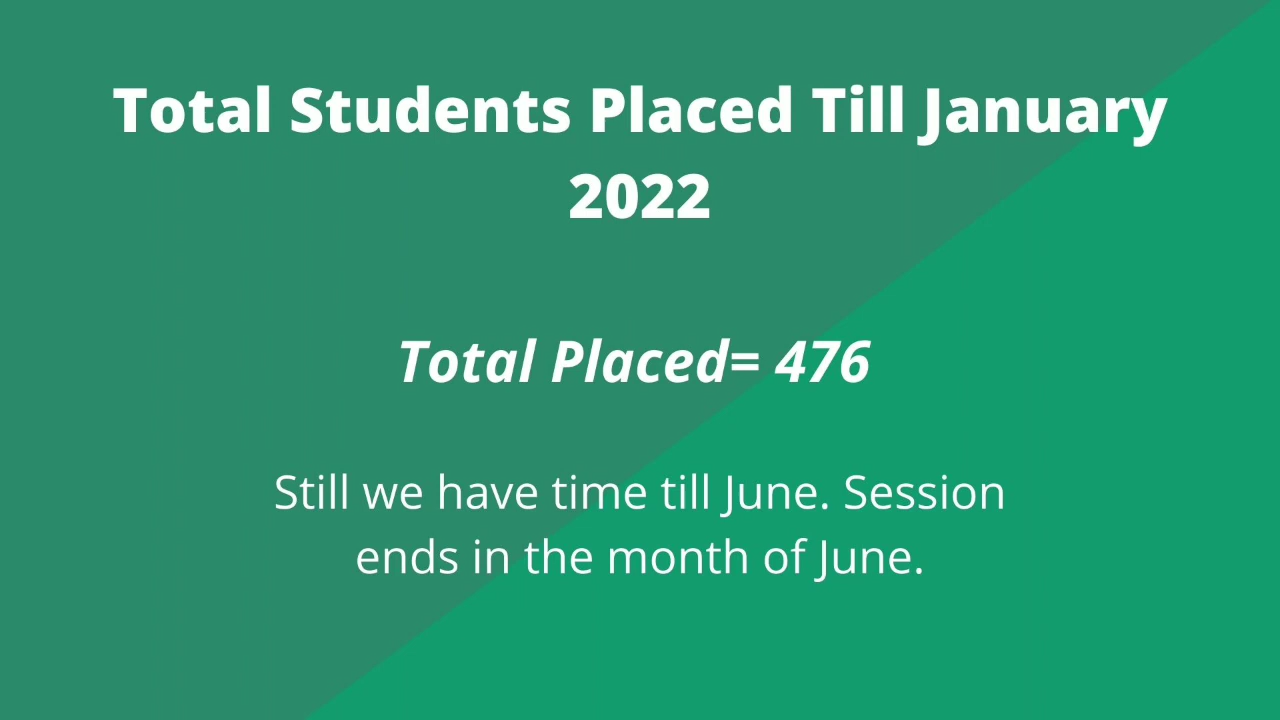 Total Students Placed Till January
2022
Total Placed= 476
Still we have time till June. Session
ends in the month of June.